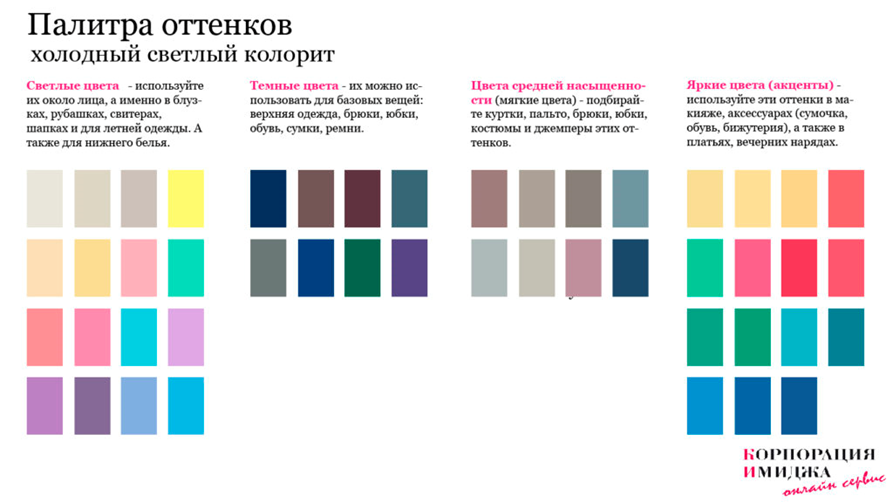 Палитра оттенков
холодный светлый колорит
Светлые цвета - используйте
их около лица, а именно в блуз-
ках, рубашках, свитерах,
шапках и для летней одежды. А
также для нижнего белья.
Темные цвета - их можно ис-
пользовать для базовых вещей:
верхняя одежда, брюки, юбки,
обувь, сумки, ремни.
Цвета средней насыщенно-
сти (мягкие цвета) - подбирай-
те куртки, пальто, брюки, юбки,
костюмы и джемперы этих от-
тенков.
Яркие цвета (акценты) -
используйте эти оттенки в ма-
кияже, аксессуарах (сумочка,
обувь, бижутерия), а также в
платьях, вечерних нарядах.
КОРПОРАЦИЯ
ИМИДЖА
онлайн сервис